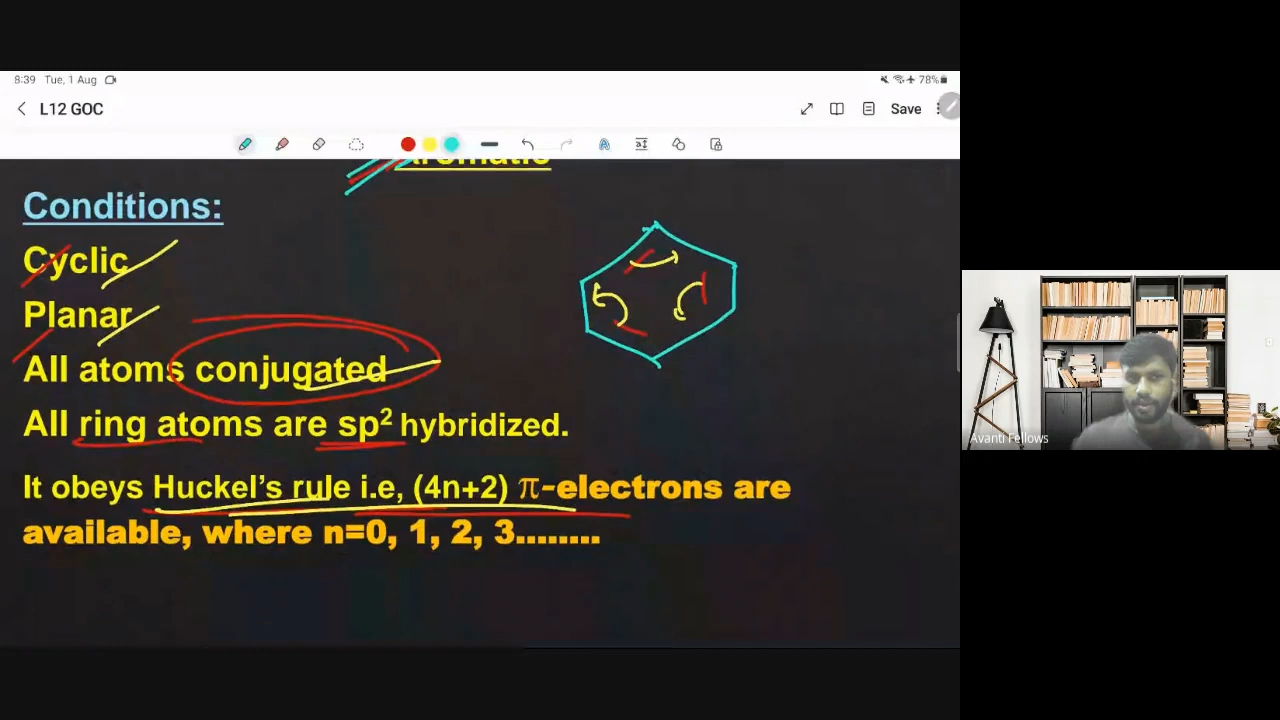 8:39 Tue, 1 Aug
78%
L12 GOC
Save
Aromatic
Conditions:
Cyclic
Planar
All atoms conjugated
All ring atoms are sp² hybridized.
It obeys Huckel's rule i.e, (4n+2) π-electrons are
available, where n=0, 1, 2, 3........
Avanti Fellows